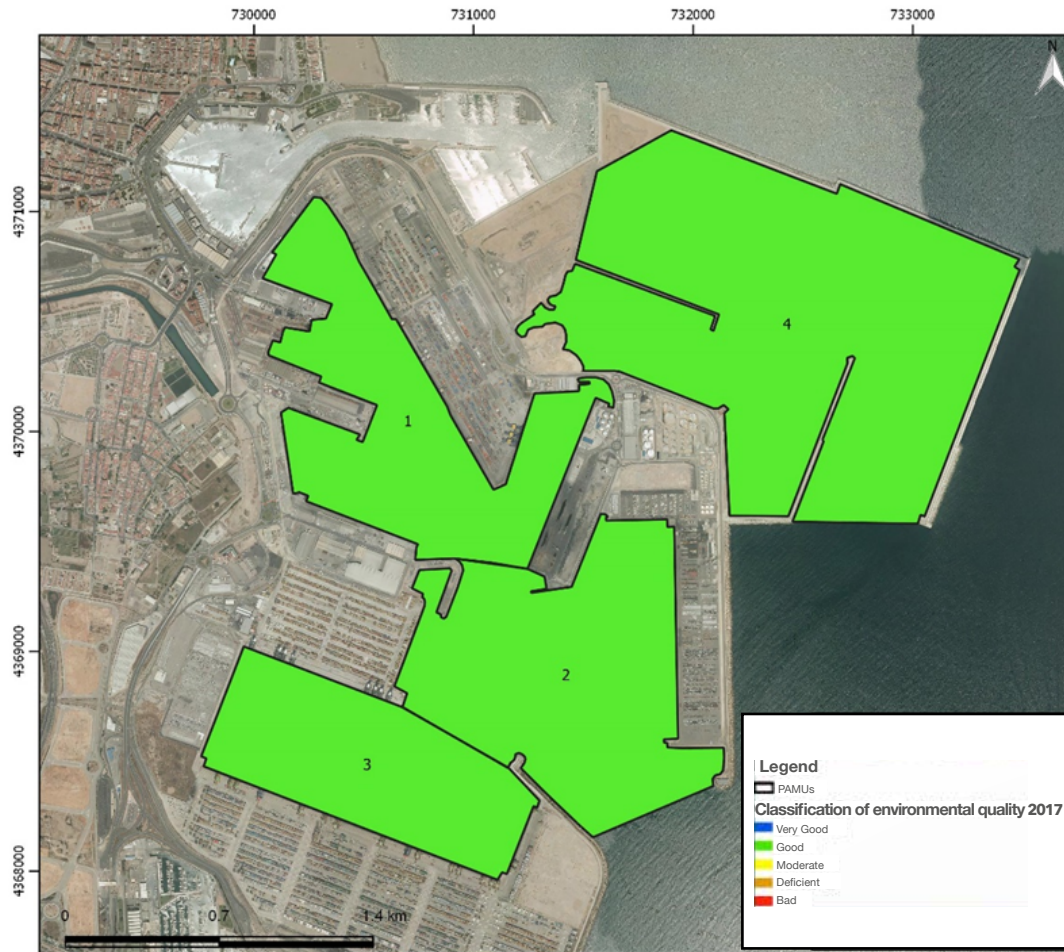 730000 731000 732000 733000
N
4371000
4
4370000
1
4369000
2
3
4368000
0 0.7 1.4 km
Legend
PAMUs
Classification of environmental quality 2017
Very Good
Good
Moderate
Deficient
Bad